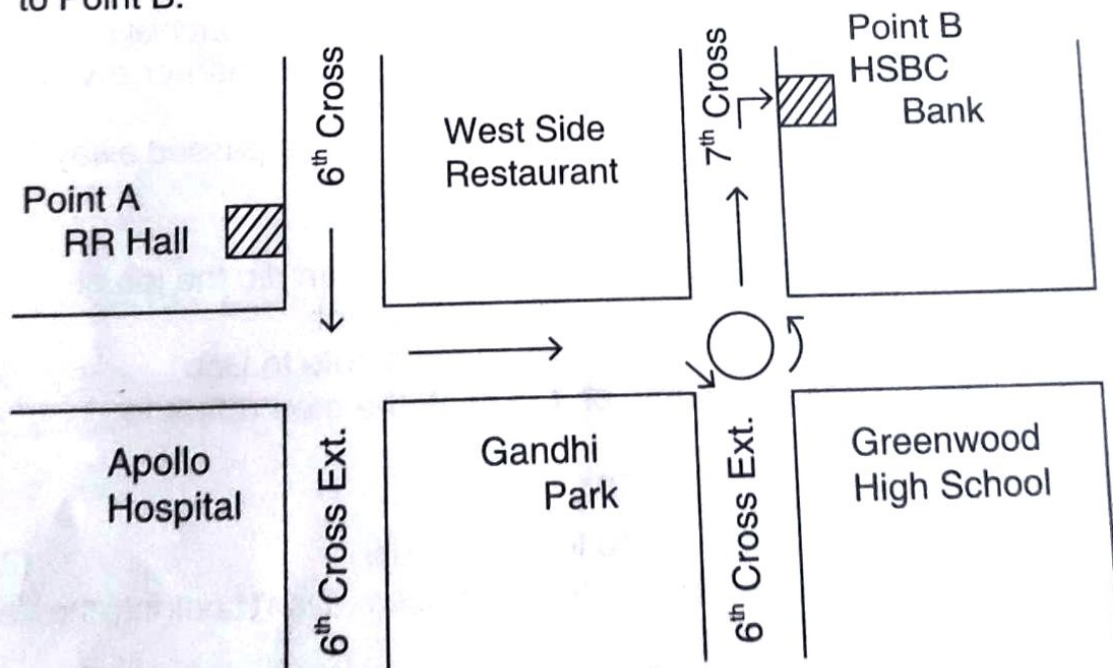 to Point B.
Point B
HSBC
Bank
6th Cross
7th Cross
West Side
Restaurant
Point A
RR Hall
Apollo
Hospital
6th Cross Ext.
Gandhi
Park
6th Cross Ext.
Greenwood
High School